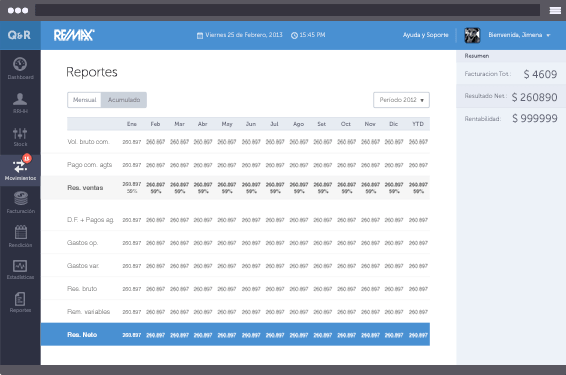 Q&R
RE/MAX
Viernes 25 de Febrero, 2013
15:45 PM
Ayuda y Soporte
Bienvenida, Jimena
Dashboard
RRHH
Stock
15
Movimientos
Facturación
Rendicios
Estadísticas
Reportes
Reportes
Mensual
Acumulado
Periodo 2012
Ene Feb Mar Abr May Jun Jul Ago Sat Oct Nov Dic YTD
Vol. bruto com. 260.897 260.897 260.897 260.897 260.897 260.897 260.897 260.897 260.897 260.897 260.897 260.897 260.897
Pago com. agts. 260.897 260.897 260.897 260.897 260.897 260.897 260.897 260.897 260.897 260.897 260.897 260.897 260.897
Res. ventas 260.897 260.897 260.897 260.897 260.897 260.897 260.897 260.897 260.897 260.897 260.897 260.897 260.897
59% 59% 59% 59% 59% 59% 59% 59% 59% 59% 59% 59% 59%
D.F. + Pagos ag. 260.897 260.897 260.897 260.897 260.897 260.897 260.897 260.897 260.897 260.897 260.897 260.897 260.897
Gastos op. 260.897 260.897 260.897 260.897 260.897 260.897 260.897 260.897 260.897 260.897 260.897 260.897 260.897
Gastos var. 260.897 260.897 260.897 260.897 260.897 260.897 260.897 260.897 260.897 260.897 260.897 260.897 260.897
Res. bruto 260.897 260.897 260.897 260.897 260.897 260.897 260.897 260.897 260.897 260.897 260.897 260.897 260.897
Rem. variables 260.897 260.897 260.897 260.897 260.897 260.897 260.897 260.897 260.897 260.897 260.897 260.897 260.897
Res. Neto 260.897 260.897 260.897 260.897 260.897 260.897 260.897 260.897 260.897 260.897 260.897 260.897 260.897
Resumen
Facturacion Tot.: $ 4609
Resultado Net.: $ 260890
Rentabilidad: $ 999999